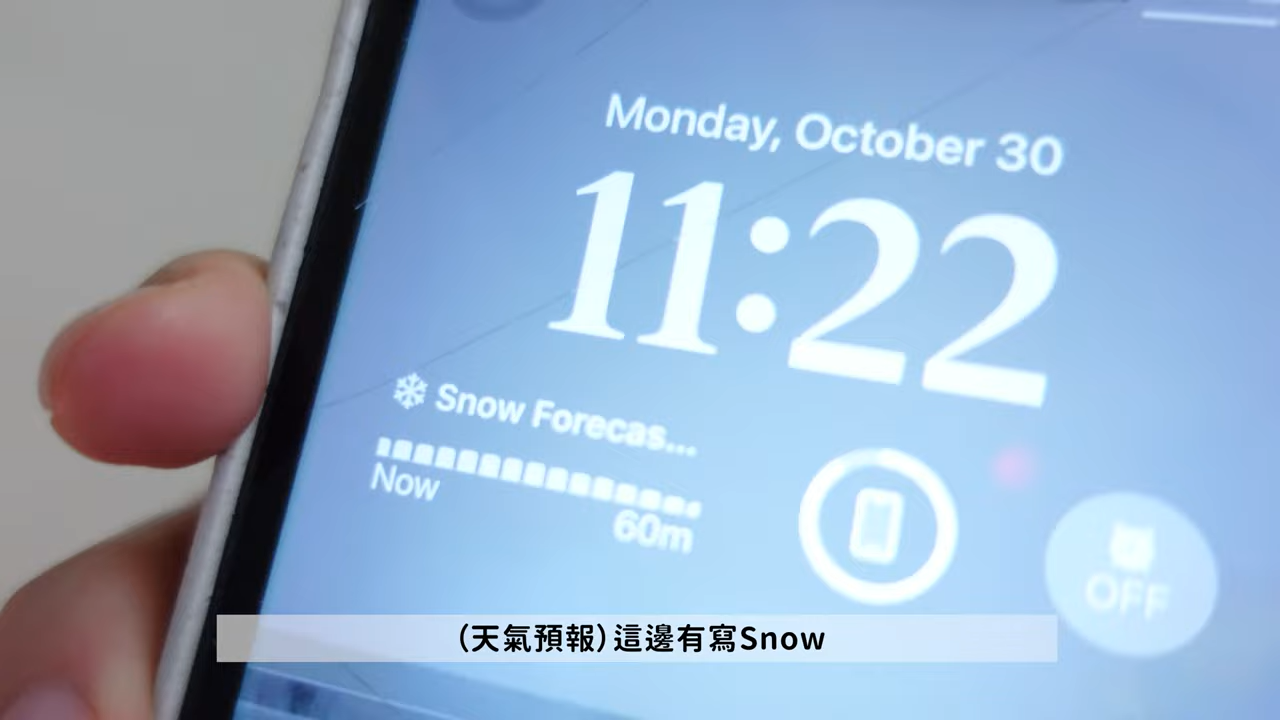 Monday, October 30
11:22
Snow Forecas...
Now
60m
OFF
(天氣預報)這邊有寫Snow